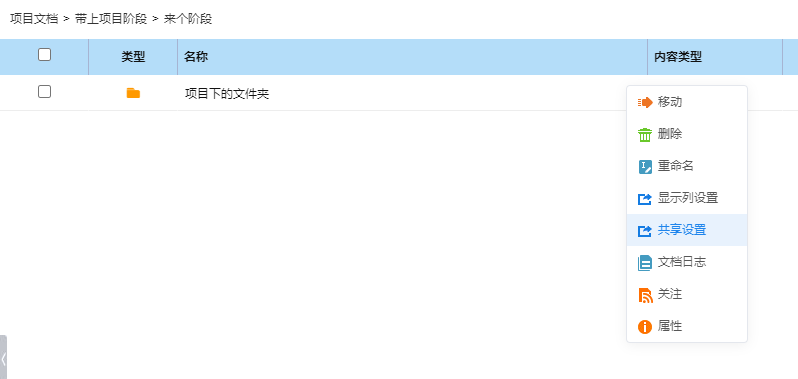 项目文档 > 带上项目阶段 > 来个阶段
类型 名称 内容类型
项目下的文件夹
移动
删除
重命名
显示列设置
共享设置
文档日志
关注
属性